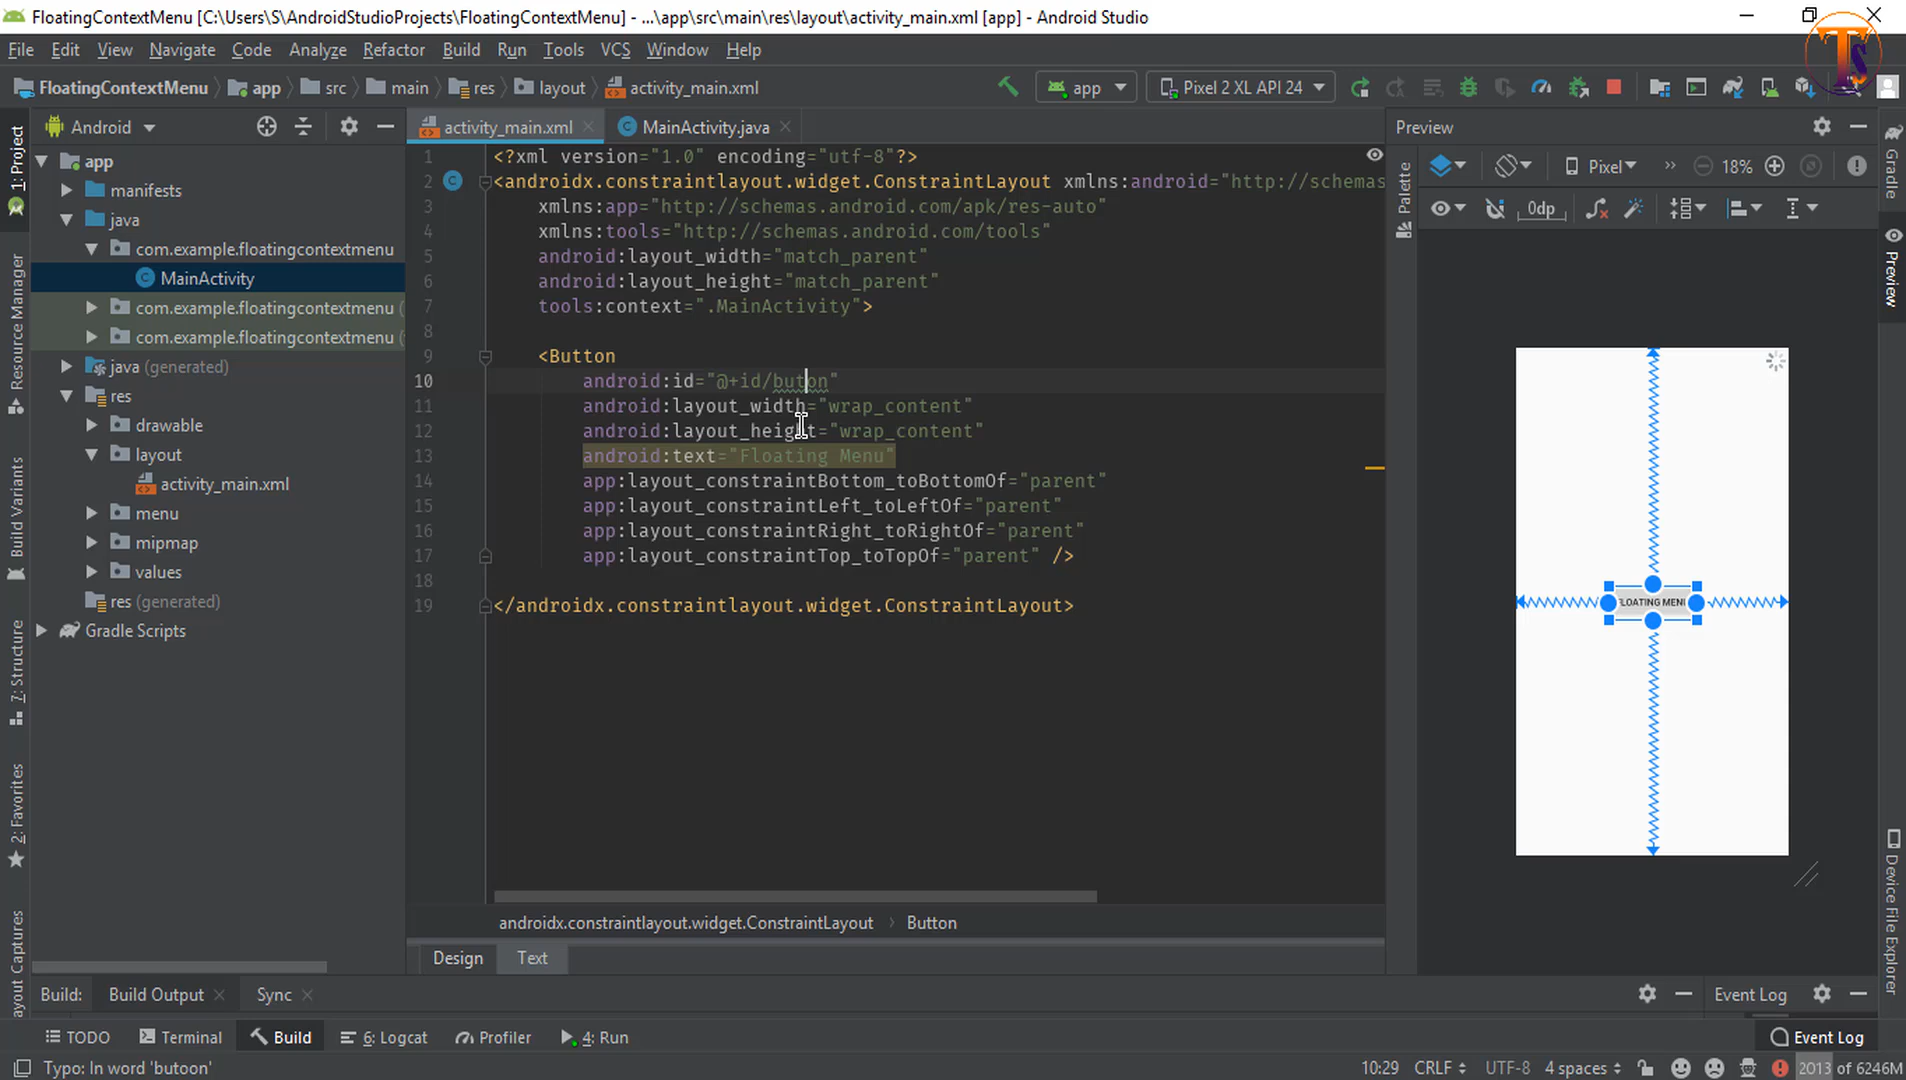 FloatingContextMenu [C:\Users\S\AndroidStudioProjects\FloatingContextMenu] - ...\app\src\main\res\layout\activity_main.xml [app] - Android Studio
File Edit View Navigate Code Analyze Refactor Build Run Tools VCS Window Help
FloatingContextMenu app src main res layout activity_main.xml app Pixel 2 XL API 24
TS
Android
activity_main.xml MainActivity.java
Preview
1: Project
Resource Manager
Build Variants
7: Structure
2: Favorites
app
manifests
java
com.example.floatingcontextmenu
MainActivity
com.example.floatingcontextmenu (
com.example.floatingcontextmenu (
java (generated)
res
drawable
layout
activity_main.xml
menu
mipmap
values
res (generated)
Gradle Scripts
1 <?xml version="1.0" encoding="utf-8"?>
2 <androidx.constraintlayout.widget.ConstraintLayout xmlns:android="http://schemas
3 xmlns:app="http://schemas.android.com/apk/res-auto"
4 xmlns:tools="http://schemas.android.com/tools"
5 android:layout_width="match_parent"
6 android:layout_height="match_parent"
7 tools:context=".MainActivity">
8
9 <Button
10 android:id="@+id/buton"
11 android:layout_width="wrap_content"
12 android:layout_height="wrap_content"
13 android:text="Floating Menu"
14 app:layout_constraintBottom_toBottomOf="parent"
15 app:layout_constraintLeft_toLeftOf="parent"
16 app:layout_constraintRight_toRightOf="parent"
17 app:layout_constraintTop_toTopOf="parent" />
18
19 </androidx.constraintlayout.widget.ConstraintLayout>
androidx.constraintlayout.widget.ConstraintLayout › Button
Design Text
Palette
Pixel 18%
0dp
FLOATING MENU
Gradle
Preview
Device File Explorer
Build: Build Output Sync
Event Log
TODO Terminal Build 6: Logcat Profiler 4: Run
Event Log
Typo: In word 'butoon'
10:29 CRLF UTF-8 4 spaces 2013 of 6246M